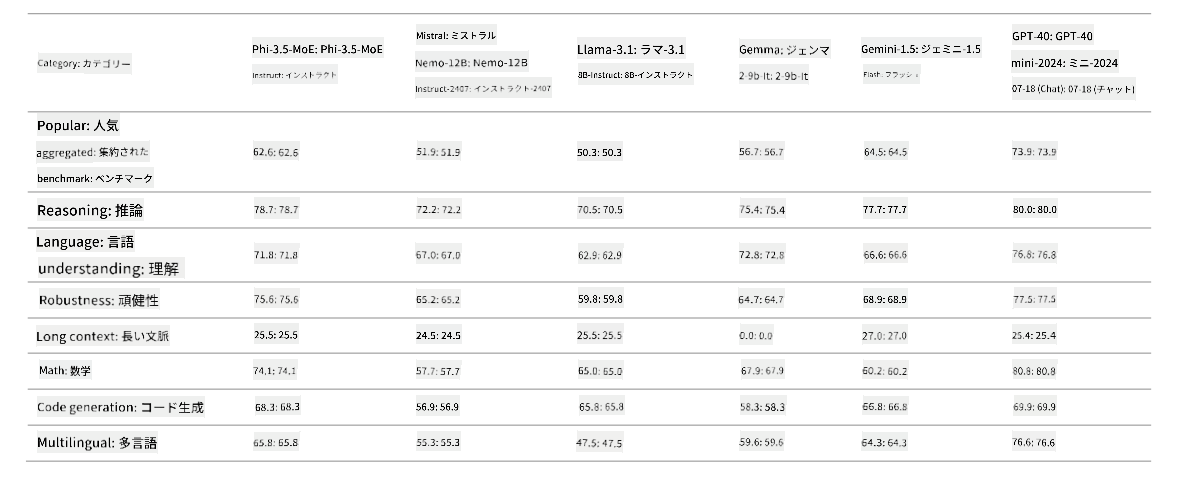 Category: カテゴリー
Phi-3.5-MoE: Phi-3.5-MoE
Instruct: インストラクト
Mistral: ミストラル
Nemo-12B: Nemo-12B
Instruct-2407: インストラクト-2407
Llama-3.1: ラマ-3.1
8B-Instruct: 8B-インストラクト
Gemma: ジェンマ
2-9b-It: 2-9b-It
Gemini-1.5: ジェミニ-1.5
Flash: フラッシュ
GPT-40: GPT-40
mini-2024: ミニ-2024
07-18 (Chat): 07-18 (チャット)
Popular: 人気
aggregated: 集約された
benchmark: ベンチマーク
62.6: 62.6
51.9: 51.9
50.3: 50.3
56.7: 56.7
64.5: 64.5
73.9: 73.9
Reasoning: 推論
78.7: 78.7
72.2: 72.2
70.5: 70.5
75.4: 75.4
77.7: 77.7
80.0: 80.0
Language: 言語
understanding: 理解
71.8: 71.8
67.0: 67.0
62.9: 62.9
72.8: 72.8
66.6: 66.6
76.8: 76.8
Robustness: 頑健性
75.6: 75.6
65.2: 65.2
59.8: 59.8
64.7: 64.7
68.9: 68.9
77.5: 77.5
Long context: 長い文脈
25.5: 25.5
24.5: 24.5
25.5: 25.5
0.0: 0.0
27.0: 27.0
25.4: 25.4
Math: 数学
74.1: 74.1
57.7: 57.7
65.0: 65.0
67.9: 67.9
60.2: 60.2
80.8: 80.8
Code generation: コード生成
68.3: 68.3
56.9: 56.9
65.8: 65.8
58.3: 58.3
66.8: 66.8
69.9: 69.9
Multilingual: 多言語
65.8: 65.8
55.3: 55.3
47.5: 47.5
59.6: 59.6
64.3: 64.3
76.6: 76.6